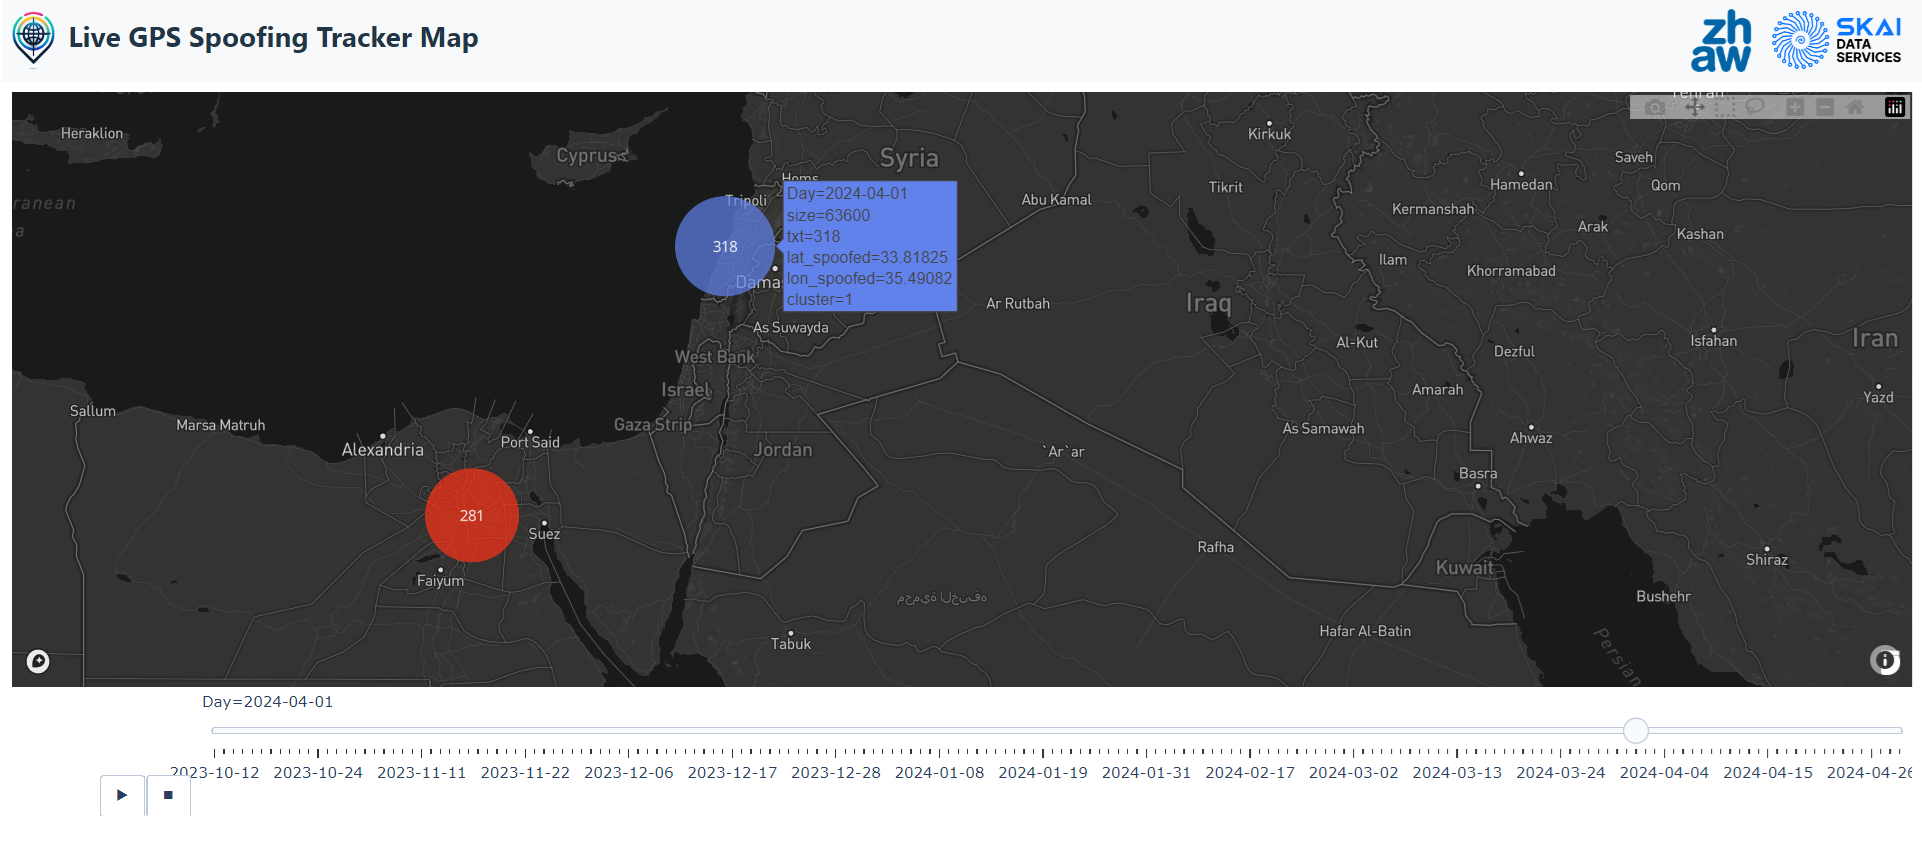 Live GPS Spoofing Tracker Map
zh
aw
SKAI
DATA
SERVICES
Tehran
Heraklion
Cyprus
Syria
Kirkuk
Saveh
Hamedan
Qom
Homs
Tikrit
Tripoli
Abu Kamal
Kermanshah
Arak
Kashan
ranean
a
Day=2024-04-01
size=63600
txt=318
lat_spoofed=33.81825
lon_spoofed=35.49082
cluster=1
318
Dama
Ilam
Khorramabad
Ar Rutbah
Iraq
As Suwayda
Al-Kut
Dezful
Isfahan
Iran
West Bank
Israel
Amarah
Yazd
Sallum
Marsa Matruh
Gaza Strip
As Samawah
Ahwaz
Alexandria
Port Said
Jordan
`Ar`ar
Basra
281
Suez
Rafha
Kuwait
Shiraz
Faiyum
محمية الخنفه
Bushehr
Tabuk
Hafar Al-Batin
Persian
Day=2024-04-01
2023-10-12 2023-10-24 2023-11-11 2023-11-22 2023-12-06 2023-12-17 2023-12-28 2024-01-08 2024-01-19 2024-01-31 2024-02-17 2024-03-02 2024-03-13 2024-03-24 2024-04-04 2024-04-15 2024-04-26